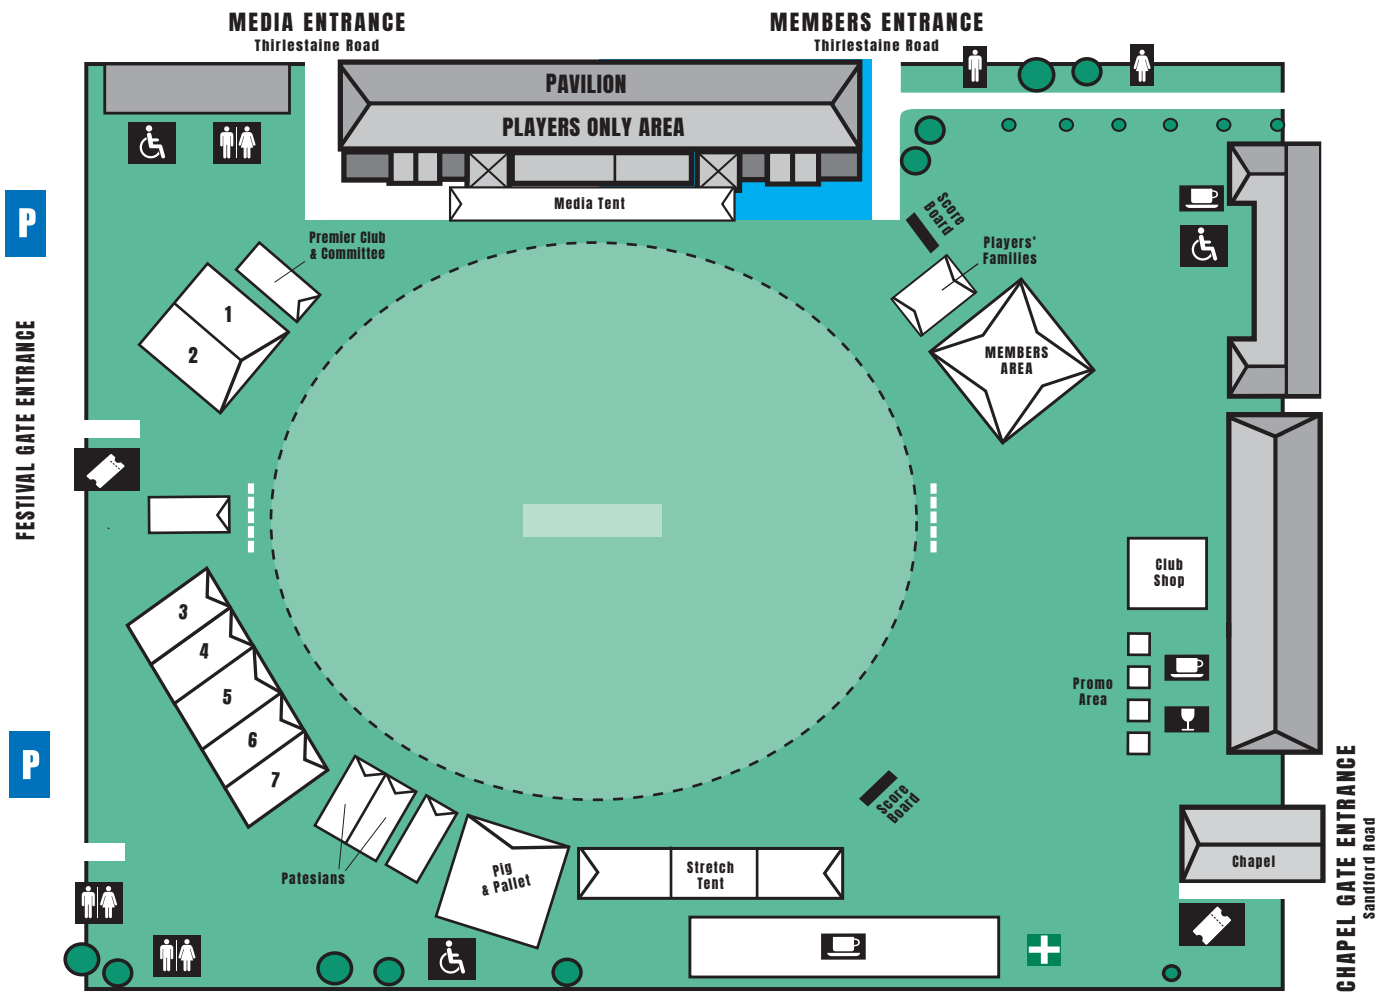 MEDIA ENTRANCE
Thirlestaine Road
MEMBERS ENTRANCE
Thirlestaine Road
PAVILION
PLAYERS ONLY AREA
Media Tent
P
Premier Club
& Committee
Score
Board
Players'
Families
1
2
MEMBERS
AREA
FESTIVAL GATE ENTRANCE
3
4
5
6
7
Club
Shop
Promo
Area
P
Score
Board
Patesians
Pig
& Pallet
Stretch
Tent
Chapel
CHAPEL GATE ENTRANCE
Sandford Road